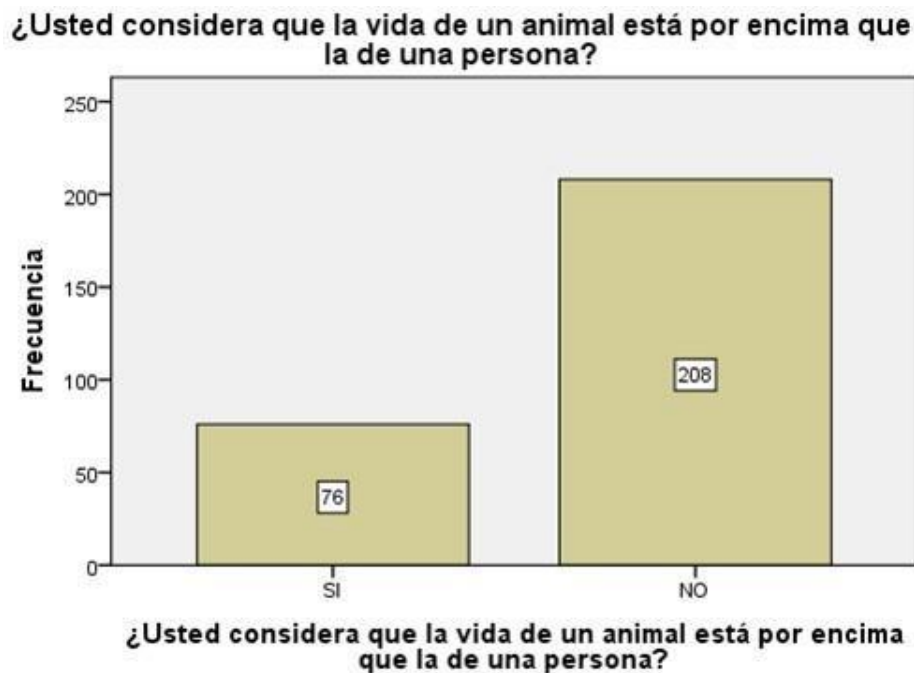 ¿Usted considera que la vida de un animal está por encima que
la de una persona?
250
200
150
100
50
0
Frecuencia
76
208
SI
NO
¿Usted considera que la vida de un animal está por encima
que la de una persona?